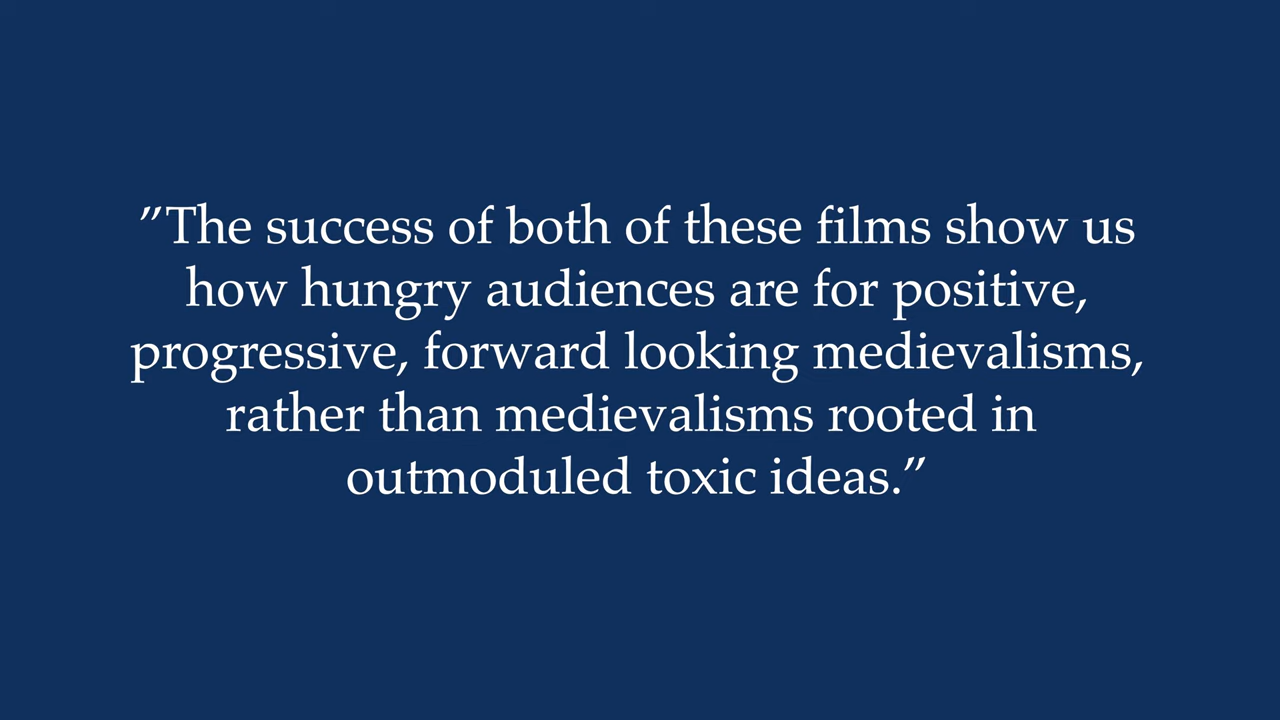 ”The success of both of these films show us
how hungry audiences are for positive,
progressive, forward looking medievalisms,
rather than medievalisms rooted in
outmoduled toxic ideas.”